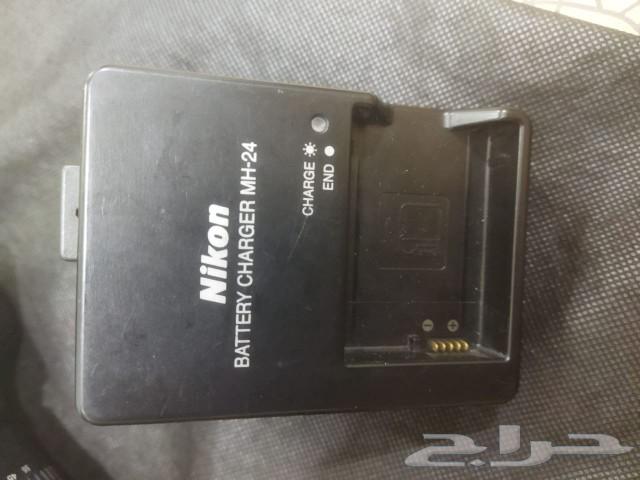 Nikon
BATTERY CHARGER MH-24
CHARGE
END
حراج